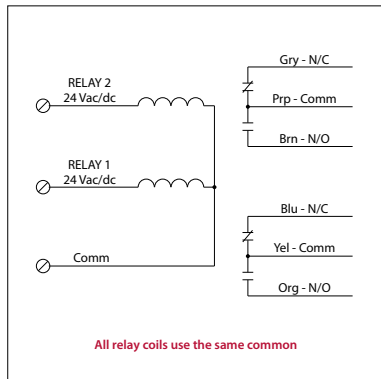 RELAY 2
24 Vac/dc
RELAY 1
24 Vac/dc
Comm
Gry - N/C
Prp - Comm
Brn - N/O
Blu - N/C
Yel - Comm
Org - N/O
All relay coils use the same common